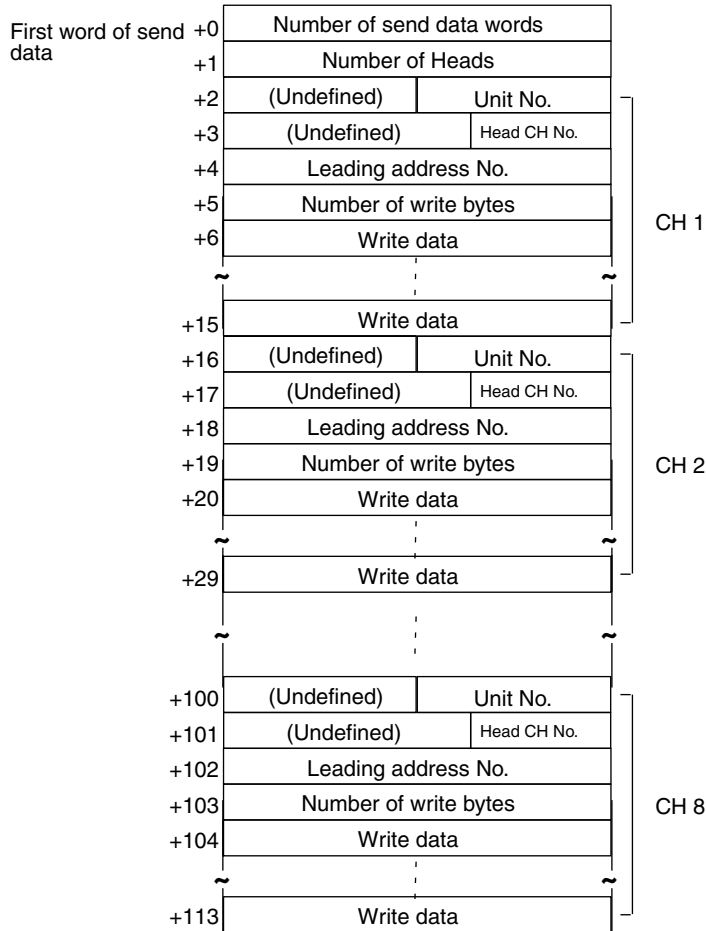 First word of send
data
+0 Number of send data words
+1 Number of Heads
+2 (Undefined) Unit No.
+3 (Undefined) Head CH No.
+4 Leading address No.
+5 Number of write bytes
+6 Write data
CH 1
~ ~
+15 Write data
+16 (Undefined) Unit No.
+17 (Undefined) Head CH No.
+18 Leading address No.
+19 Number of write bytes
+20 Write data
CH 2
~ ~
+29 Write data
~ ~
+100 (Undefined) Unit No.
+101 (Undefined) Head CH No.
+102 Leading address No.
+103 Number of write bytes
+104 Write data
CH 8
~ ~
+113 Write data